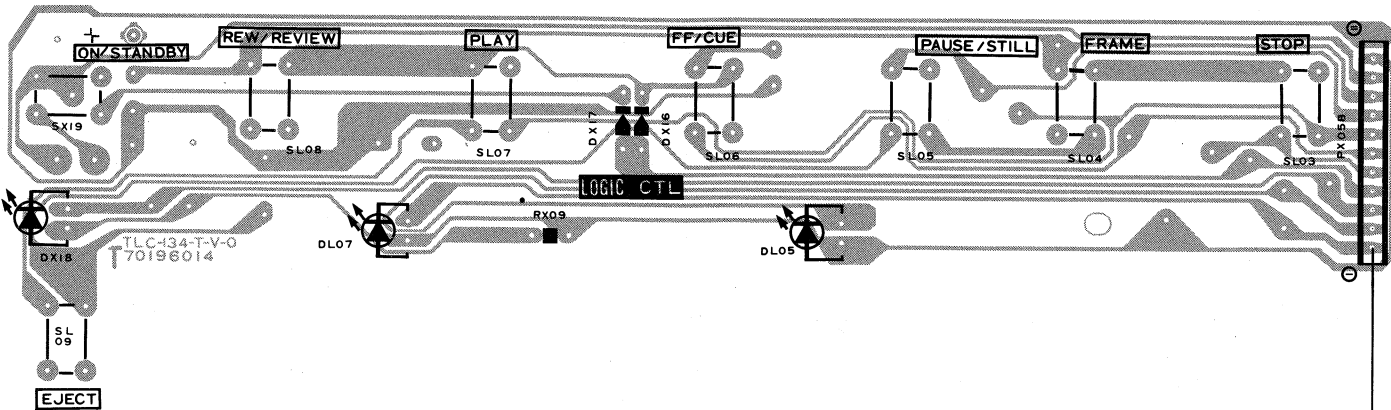 ON/STANDBY
REW/REVIEW
PLAY
FF/CUE
PAUSE/STILL
FRAME
STOP
SX19
SL08
SL07
DX17
DX16
SL06
SL05
SL04
SL03
PX05B
LOGIC CTL
DX18
TLC-134-T-V-0
70196014
DL07
RX09
DL05
SL
09
EJECT